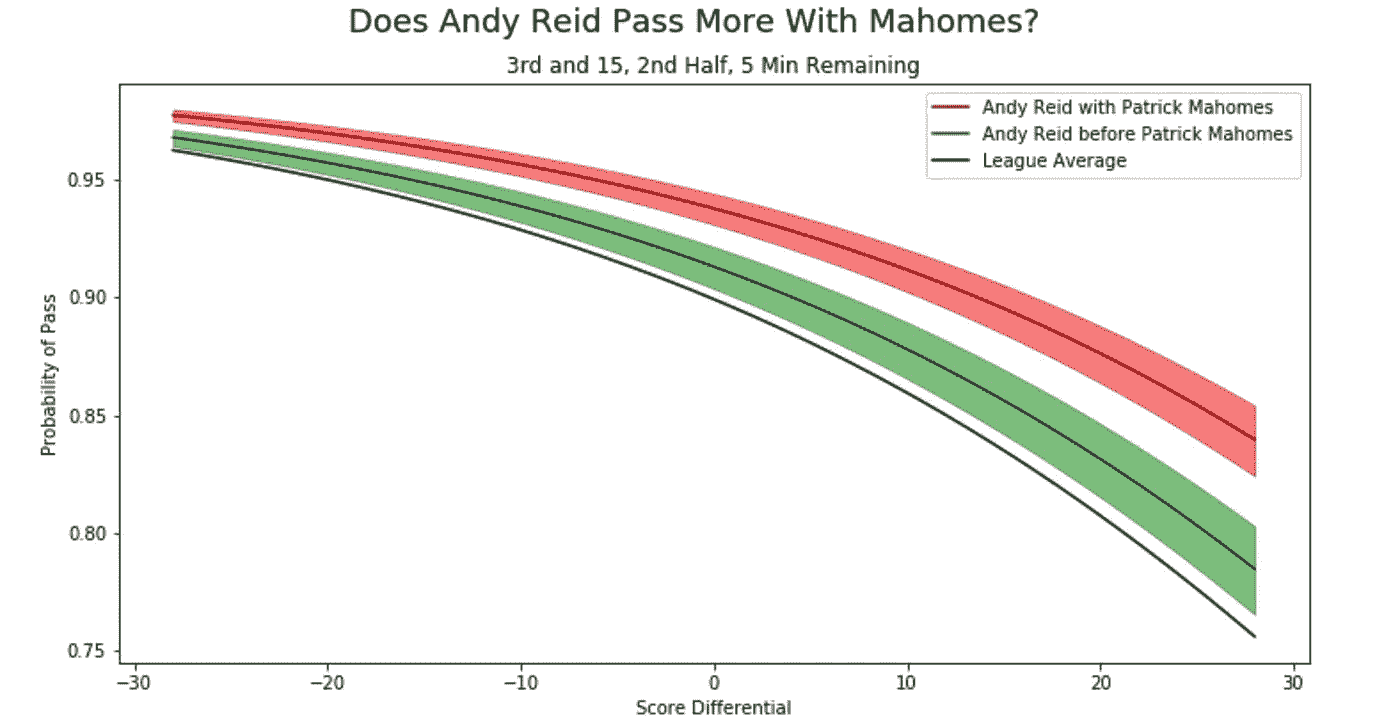 Does Andy Reid Pass More With Mahomes?
3rd and 15, 2nd Half, 5 Min Remaining
Andy Reid with Patrick Mahomes
Andy Reid before Patrick Mahomes
League Average
Probability of Pass
0.95
0.90
0.85
0.80
0.75
−30
−20
−10
0
10
20
30
Score Differential